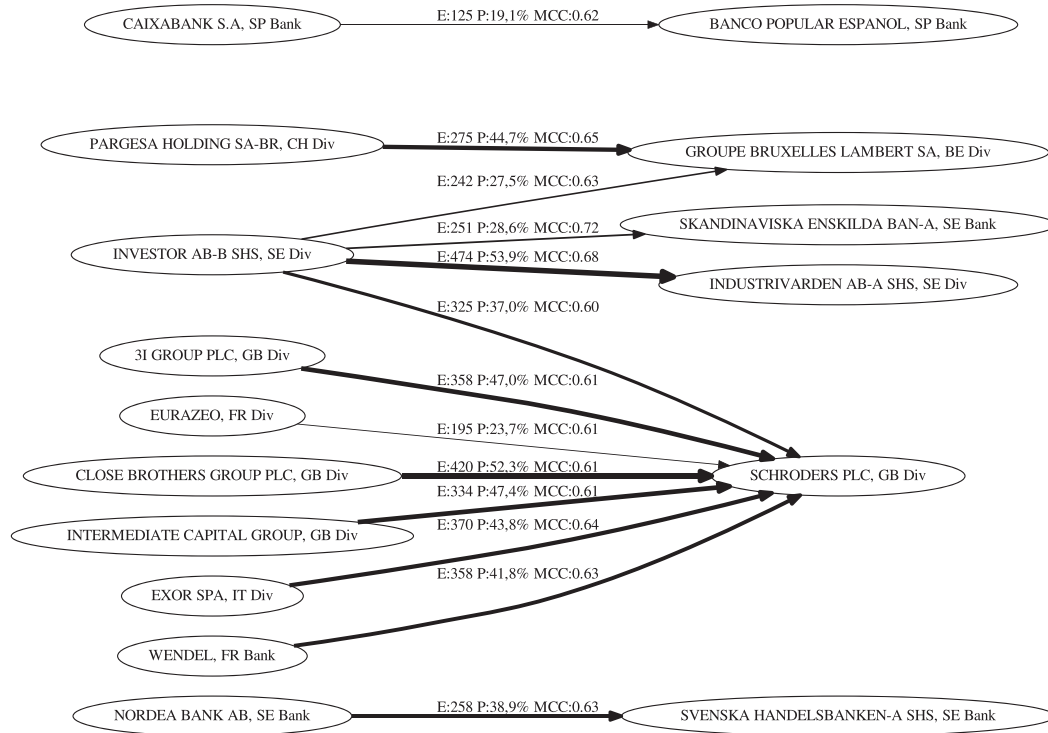 CAIXABANK S.A, SP Bank
E:125 P:19,1% MCC:0.62
BANCO POPULAR ESPANOL, SP Bank
PARGESA HOLDING SA-BR, CH Div
E:275 P:44,7% MCC:0.65
GROUPE BRUXELLES LAMBERT SA, BE Div
E:242 P:27,5% MCC:0.63
INVESTOR AB-B SHS, SE Div
E:251 P:28,6% MCC:0.72
SKANDINAVISKA ENSKILDA BAN-A, SE Bank
E:474 P:53,9% MCC:0.68
INDUSTRIVARDEN AB-A SHS, SE Div
E:325 P:37,0% MCC:0.60
3I GROUP PLC, GB Div
E:358 P:47,0% MCC:0.61
EURAZEO, FR Div
E:195 P:23,7% MCC:0.61
CLOSE BROTHERS GROUP PLC, GB Div
E:420 P:52,3% MCC:0.61
SCHRODERS PLC, GB Div
E:334 P:47,4% MCC:0.61
INTERMEDIATE CAPITAL GROUP, GB Div
E:370 P:43,8% MCC:0.64
EXOR SPA, IT Div
E:358 P:41,8% MCC:0.63
WENDEL, FR Bank
NORDEA BANK AB, SE Bank
E:258 P:38,9% MCC:0.63
SVENSKA HANDELSBANKEN-A SHS, SE Bank